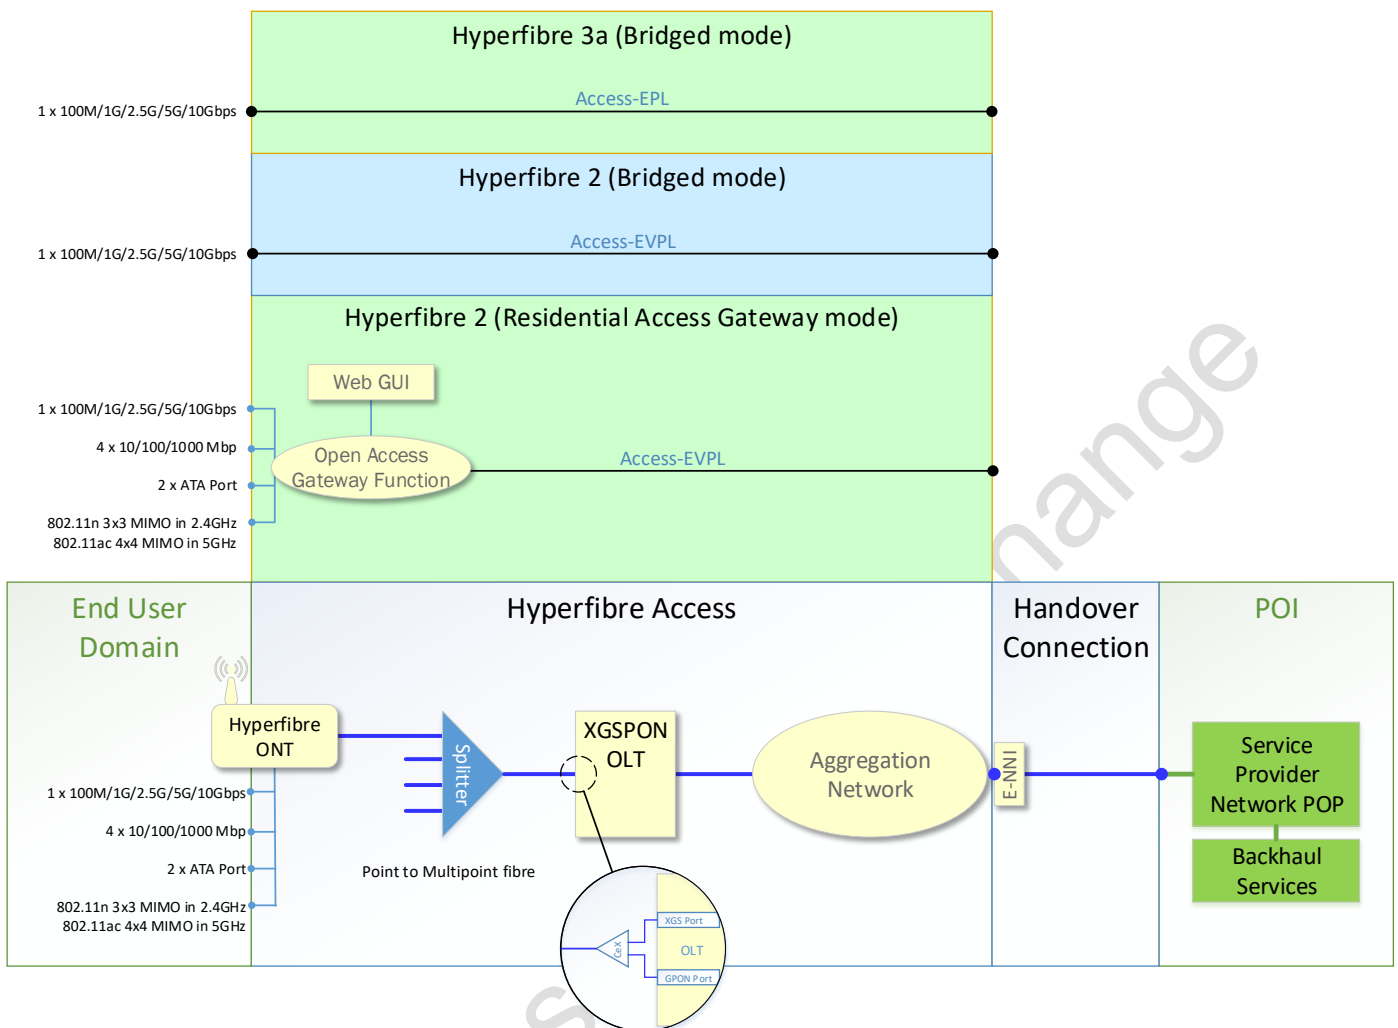 Hyperfibre 3a (Bridged mode)
Access-EPL
1 x 100M/1G/2.5G/5G/10Gbps
Hyperfibre 2 (Bridged mode)
Access-EVPL
1 x 100M/1G/2.5G/5G/10Gbps
Hyperfibre 2 (Residential Access Gateway mode)
Web GUI
1 x 100M/1G/2.5G/5G/10Gbps
4 x 10/100/1000 Mbp
2 x ATA Port
802.11n 3x3 MIMO in 2.4GHz
802.11ac 4x4 MIMO in 5GHz
Open Access
Gateway Function
Access-EVPL
End User
Domain
Hyperfibre Access
Handover
Connection
POI
Hyperfibre
ONT
Splitter
XGSPON
OLT
Aggregation
Network
E-NNI
Service
Provider
Network POP
Backhaul
Services
1 x 100M/1G/2.5G/5G/10Gbps
4 x 10/100/1000 Mbp
2 x ATA Port
802.11n 3x3 MIMO in 2.4GHz
802.11ac 4x4 MIMO in 5GHz
Point to Multipoint fibre
XGS Port
CeX
OLT
GPON Port